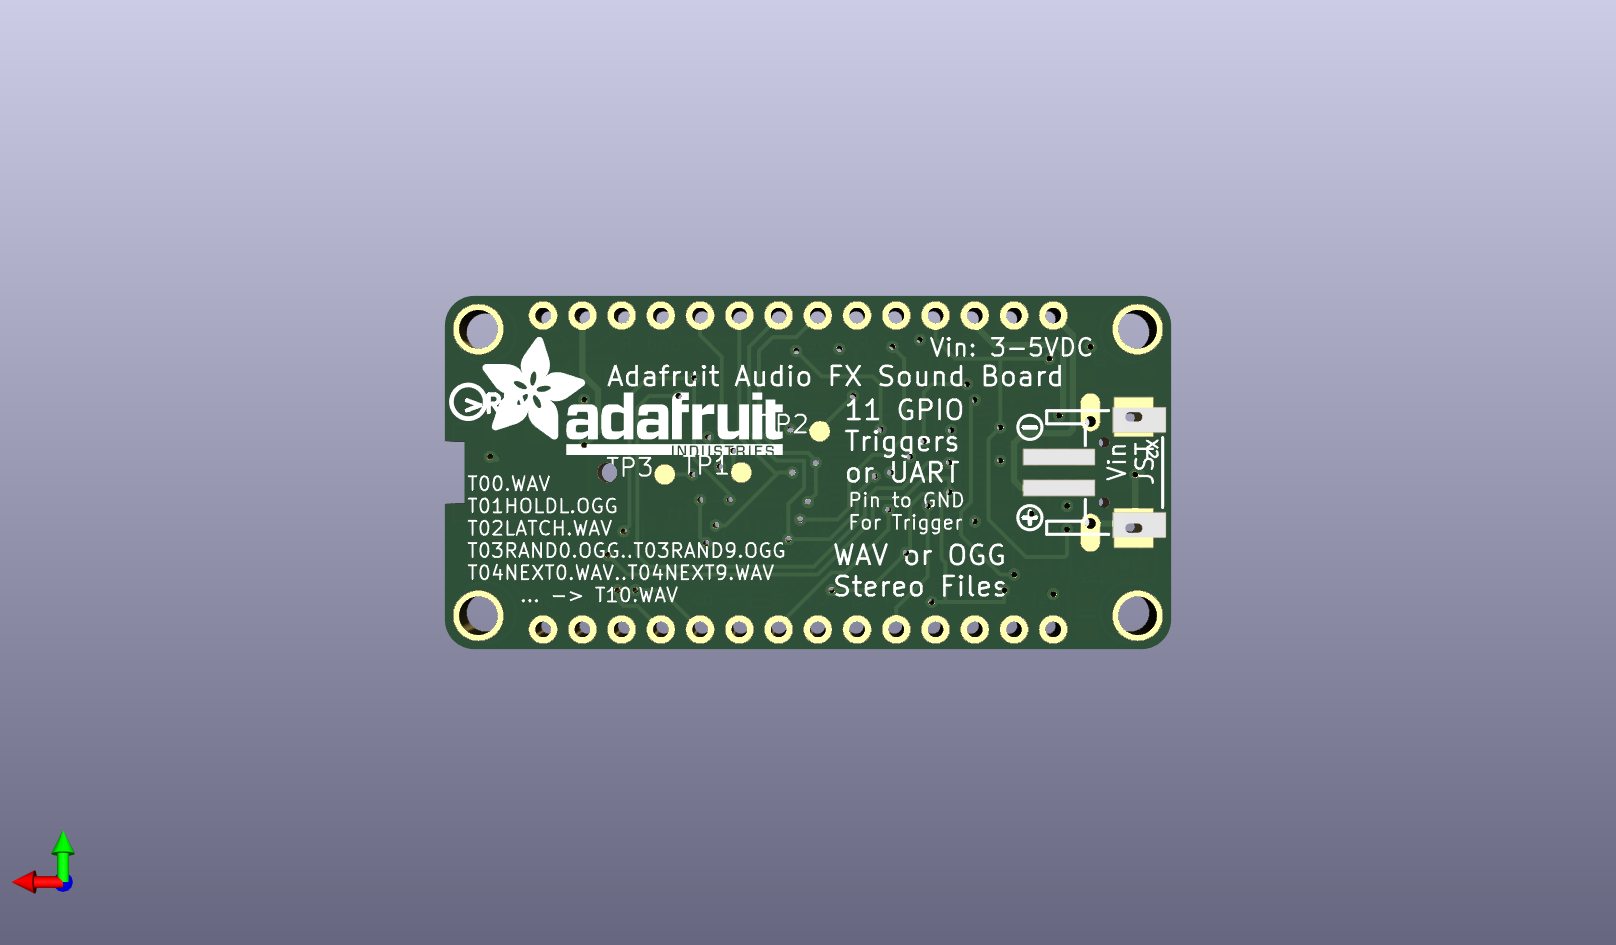 Vin: 3-5VDC
Adafruit Audio FX Sound Board
adafruit
INDUSTRIES
TP2
TP3
TP1
11 GPIO
Triggers
or UART
Pin to GND
For Trigger
WAV or OGG
Stereo Files
Vin
JST
T00.WAV
T01HOLDL.OGG
T02LATCH.WAV
T03RAND0.OGG..T03RAND9.OGG
T04NEXT0.WAV..T04NEXT9.WAV
... -> T10.WAV